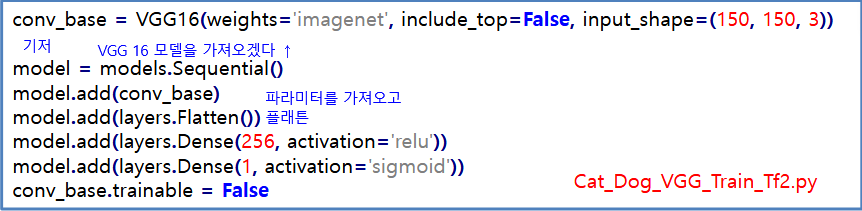 conv_base = VGG16(weights='imagenet', include_top=False, input_shape=(150, 150, 3))
기저 VGG 16 모델을 가져오겠다 ↑
model = models.Sequential()
model.add(conv_base) 파라미터를 가져오고
model.add(layers.Flatten()) 플래튼
model.add(layers.Dense(256, activation='relu'))
model.add(layers.Dense(1, activation='sigmoid'))
conv_base.trainable = False
Cat_Dog_VGG_Train_Tf2.py